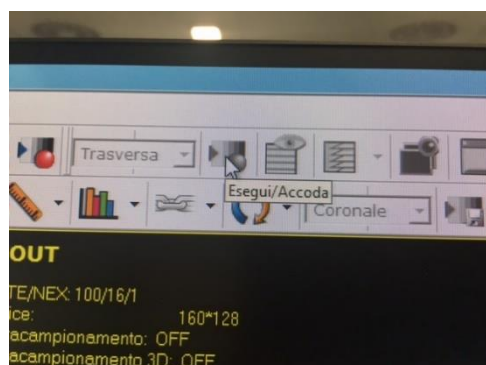 Trasversa
Esegui/Accoda
Coronale
OUT
TE/NEX: 100/16/1
ice: 160*128
acampionamento: OFF
acampionamento 3D: OFF